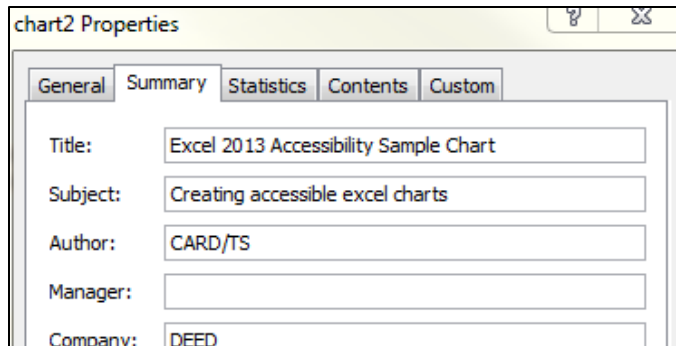 chart2 Properties
General Summary Statistics Contents Custom
Title: Excel 2013 Accessibility Sample Chart
Subject: Creating accessible excel charts
Author: CARD/TS
Manager:
Company: DEED